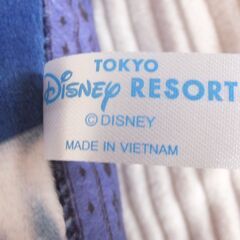 TOKYO
Disney RESORT
© DISNEY
MADE IN VIETNAM